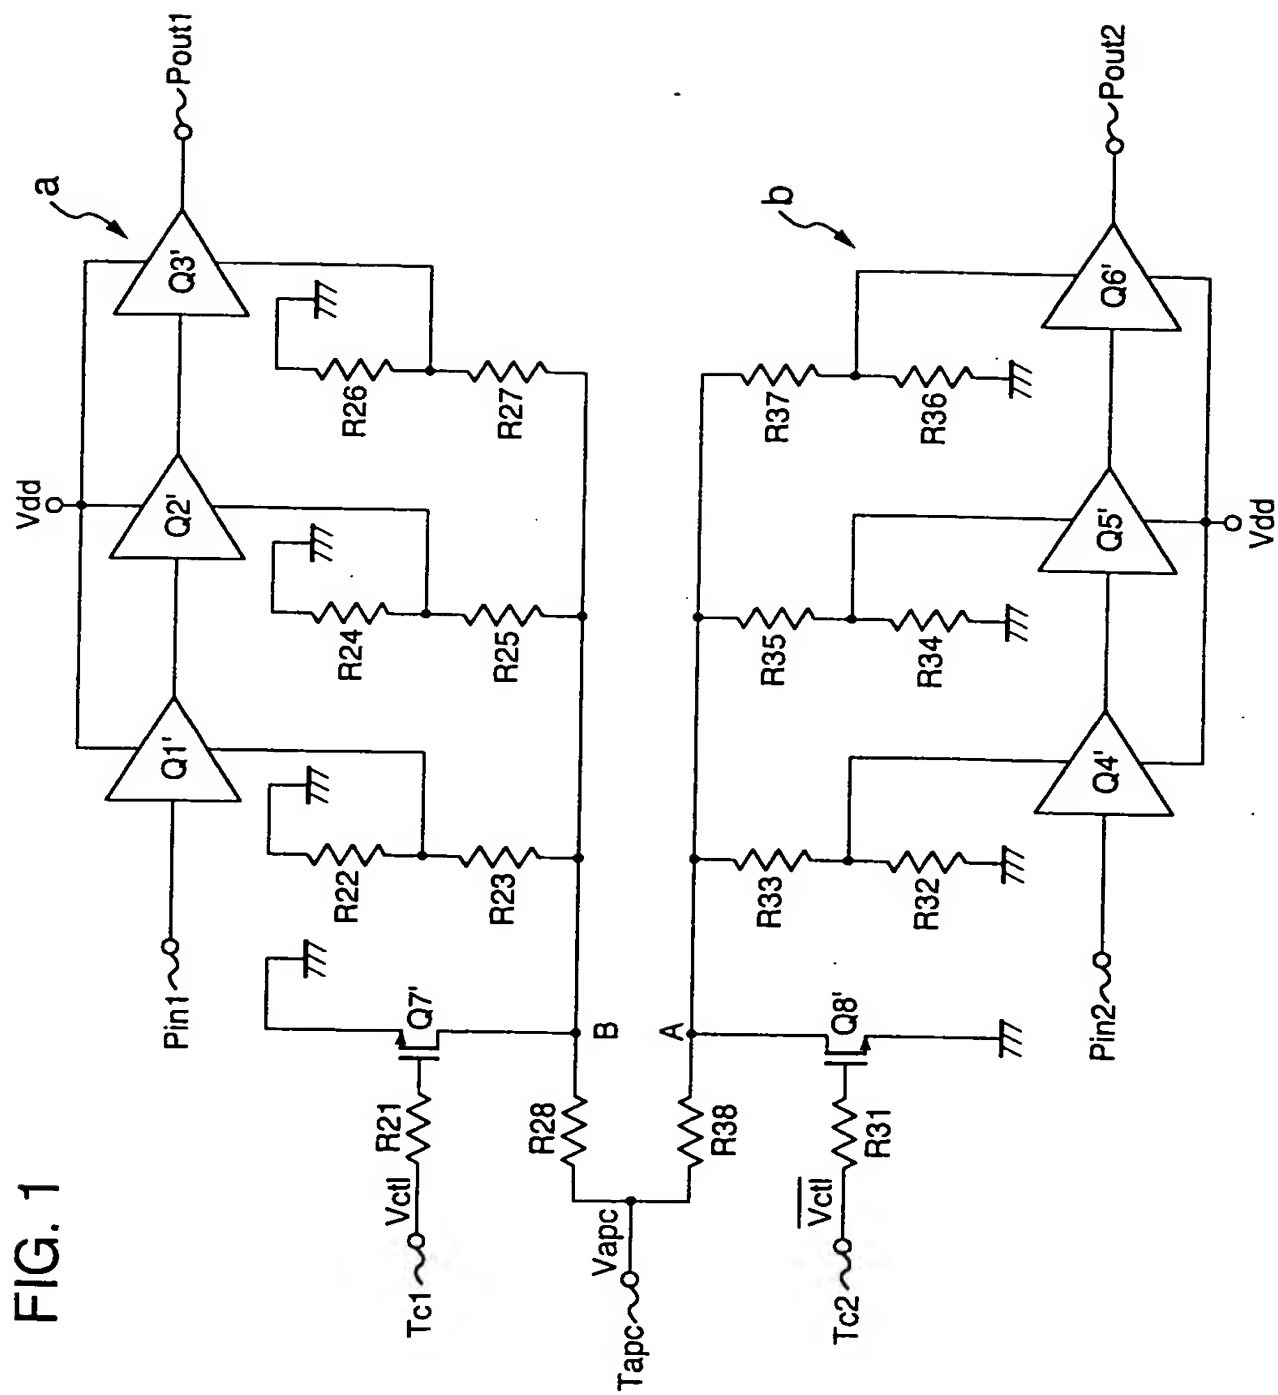 FIG. 1
a
Vdd
Pin1
Q1'
Q2'
Q3'
Pout1
R22
R24
R26
R23
R25
R27
Tc1
Vctl
R21
Q7'
R28
B
Tapc
Vapc
R38
A
R33
R35
R37
b
R32
R34
R36
Tc2
V̅c̅t̅l̅
R31
Q8'
Pin2
Q4'
Q5'
Q6'
Pout2
Vdd